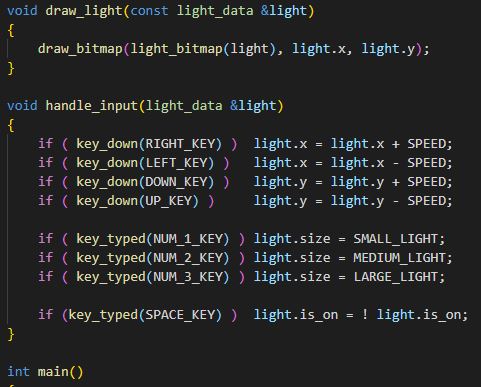 void draw_light(const light_data &light)
{
    draw_bitmap(light_bitmap(light), light.x, light.y);
}

void handle_input(light_data &light)
{
    if ( key_down(RIGHT_KEY) )  light.x = light.x + SPEED;
    if ( key_down(LEFT_KEY) )   light.x = light.x - SPEED;
    if ( key_down(DOWN_KEY) )   light.y = light.y + SPEED;
    if ( key_down(UP_KEY) )     light.y = light.y - SPEED;

    if ( key_typed(NUM_1_KEY) ) light.size = SMALL_LIGHT;
    if ( key_typed(NUM_2_KEY) ) light.size = MEDIUM_LIGHT;
    if ( key_typed(NUM_3_KEY) ) light.size = LARGE_LIGHT;

    if (key_typed(SPACE_KEY) )  light.is_on = ! light.is_on;
}

int main()